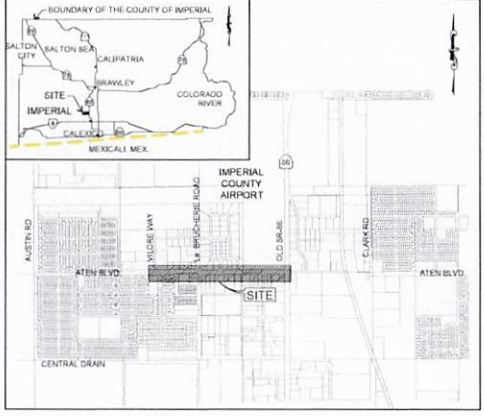 BOUNDARY OF THE COUNTY OF IMPERIAL
SALTON
CITY
SALTON SEA
CALIPATRIA
BRAWLEY
SITE
IMPERIAL
COLORADO
RIVER
CALEXICO
MEXICALI, MEX.
IMPERIAL
COUNTY
AIRPORT
86
AUSTIN RD
VILORE WAY
La BRUCHERIE ROAD
OLD SR-86
CLARK RD
ATEN BLVD.
ATEN BLVD.
SITE
CENTRAL DRAIN